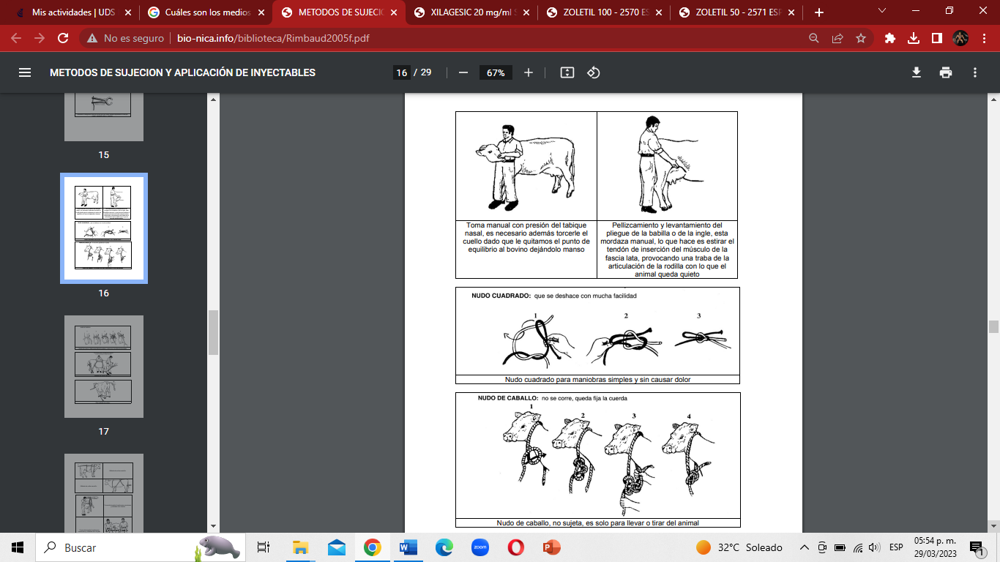 Mis actividades | UDS
Cuáles son los medios
METODOS DE SUJECIO
XILAGESIC 20 mg/ml S
ZOLETIL 100 - 2570 ES
ZOLETIL 50 - 2571 ESP
No es seguro
bio-nica.info/biblioteca/Rimbaud2005f.pdf
METODOS DE SUJECION Y APLICACIÓN DE INYECTABLES
16 / 29
67%
15
16
17
Toma manual con presión del tabique
nasal, es necesario además torcerle el
cuello dado que le quitamos el punto de
equilibrio al bovino dejándolo manso
Pellizcamiento y levantamiento del
pliegue de la babilla o de la ingle, esta
mordaza manual, lo que hace es estirar el
tendón de inserción del músculo de la
fascia lata, provocando una traba de la
articulación de la rodilla con lo que el
animal queda quieto
NUDO CUADRADO: que se deshace con mucha facilidad
1
2
3
Nudo cuadrado para maniobras simples y sin causar dolor
NUDO DE CABALLO: no se corre, queda fija la cuerda
1
2
3
4
Nudo de caballo, no sujeta, es solo para llevar o tirar del animal
Buscar
W
zoom
P
32°C Soleado
ESP
05:54 p. m.
29/03/2023
1